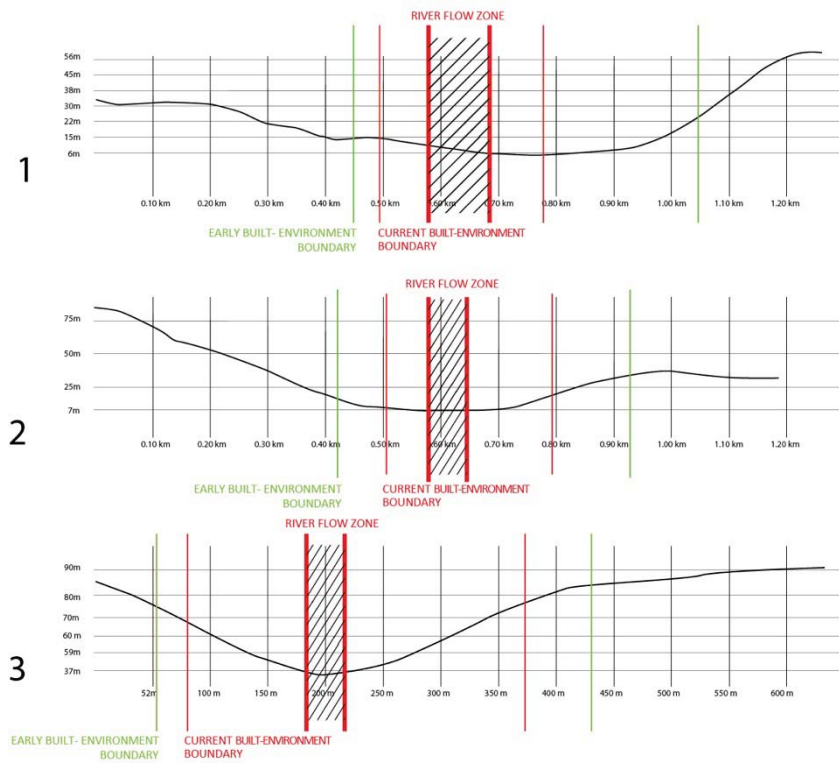 RIVER FLOW ZONE
56m
45m
38m
30m
22m
15m
6m
1
0.10 km 0.20 km 0.30 km 0.40 km 0.50 km 0.60 km 0.70 km 0.80 km 0.90 km 1.00 km 1.10 km 1.20 km
EARLY BUILT- ENVIRONMENT
BOUNDARY
CURRENT BUILT-ENVIRONMENT
BOUNDARY
RIVER FLOW ZONE
75m
50m
25m
7m
2
0.10 km 0.20 km 0.30 km 0.40 km 0.50 km 0.60 km 0.70 km 0.80 km 0.90 km 1.00 km 1.10 km 1.20 km
EARLY BUILT- ENVIRONMENT
BOUNDARY
CURRENT BUILT-ENVIRONMENT
BOUNDARY
RIVER FLOW ZONE
90m
80m
70m
60 m
59m
37m
3
52m 100 m 150 m 200 m 250 m 300 m 350 m 400 m 450 m 500 m 550 m 600 m
EARLY BUILT- ENVIRONMENT
BOUNDARY
CURRENT BUILT-ENVIRONMENT
BOUNDARY